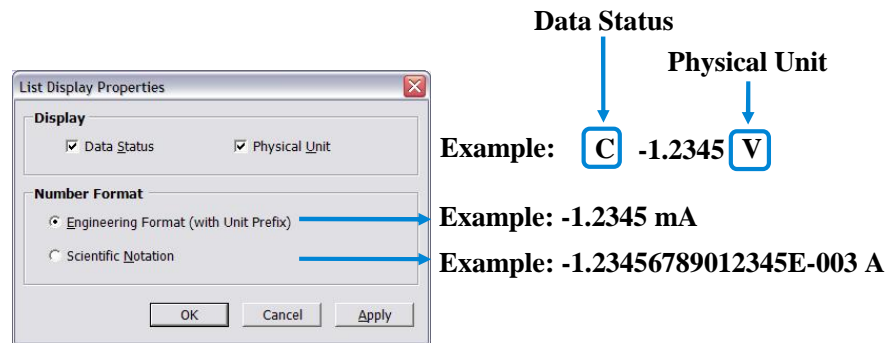 Data Status
Physical Unit
List Display Properties
Display
Data Status
Physical Unit
Example: C -1.2345 V
Number Format
Engineering Format (with Unit Prefix)
Example: -1.2345 mA
Scientific Notation
Example: -1.23456789012345E-003 A
OK
Cancel
Apply